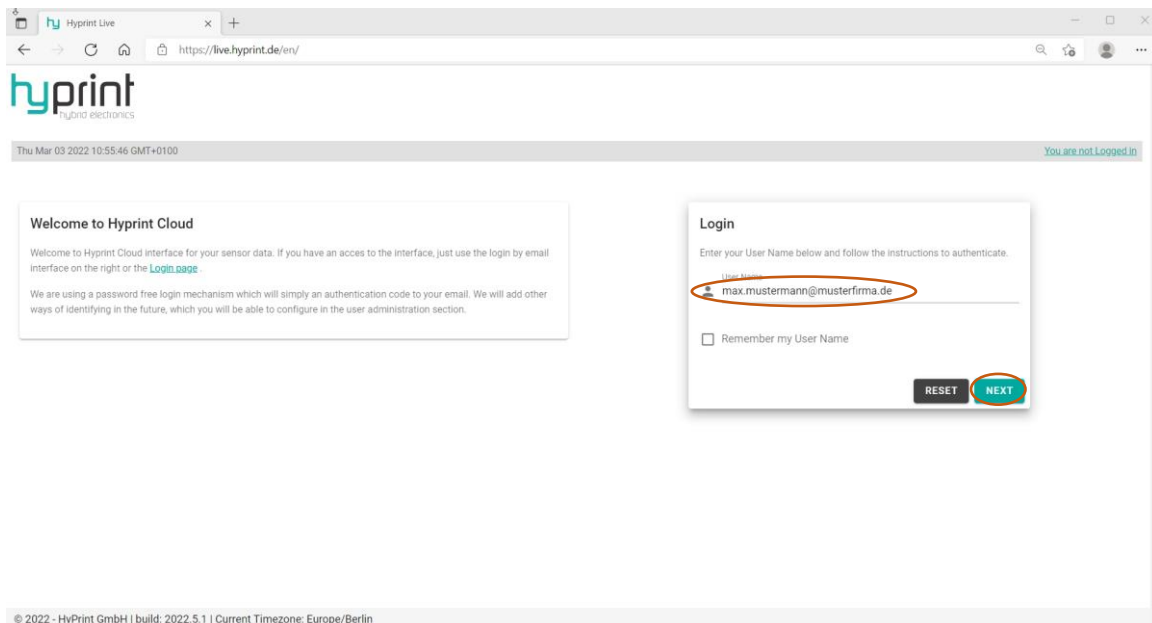 Hyprint Live
https://live.hyprint.de/en/
hyprint
hybrid electronics
Thu Mar 03 2022 10:55:46 GMT+0100
You are not Logged In
Welcome to Hyprint Cloud
Welcome to Hyprint Cloud interface for your sensor data. If you have an acces to the interface, just use the login by email
interface on the right or the Login page .
We are using a password free login mechanism which will simply an authentication code to your email. We will add other
ways of identifying in the future, which you will be able to configure in the user administration section.
Login
Enter your User Name below and follow the instructions to authenticate.
User Name
max.mustermann@musterfirma.de
Remember my User Name
RESET NEXT
© 2022 - HyPrint GmbH | build: 2022.5.1 | Current Timezone: Europe/Berlin